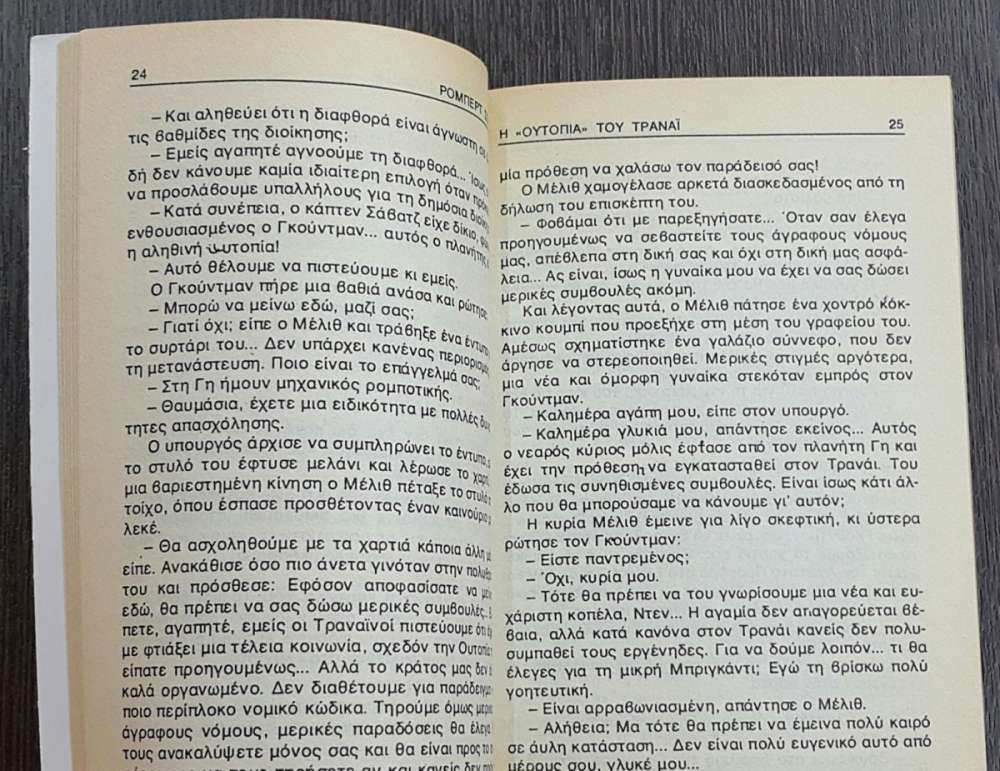 24
ΡΟΜΠΕΡΤ
– Και αληθεύει ότι η διαφθορά είναι άγνωστη σε
τις βαθμίδες της διοίκησης;
– Εμείς αγαπητέ αγνοούμε τη διαφθορά... Ίσως
δή δεν κάνουμε καμία ιδιαίτερη επιλογή όταν
να προσλάβουμε υπαλλήλους για τη δημόσια
– Κατά συνέπεια, ο κάπτεν Σάβατζ είχε δίκιο,
ενθουσιασμένος ο Γκούντμαν... αυτός ο πλανήτης
η αληθινή ουτοπία!
– Αυτό θέλουμε να πιστεύουμε κι εμείς.
Ο Γκούντμαν πήρε μια βαθιά ανάσα και ρώτησε
– Μπορώ να μείνω εδώ, μαζί σας;
– Γιατί όχι; είπε ο Μέλιθ και τράβηξε ένα
το συρτάρι του... Δεν υπάρχει κανένας
τη μετανάστευση. Ποιο είναι το επάγγελμά σας;
– Στη Γη ήμουν μηχανικός ρομποτικής.
– Θαυμάσια, έχετε μια ειδικότητα με πολλές
τητες απασχόλησης.
Ο υπουργός άρχισε να συμπληρώνει το έντυπο
το στυλό του έφτυσε μελάνι και λέρωσε το
μια βαριεστημένη κίνηση ο Μέλιθ πέταξε το
τοίχο, όπου έσπασε προσθέτοντας έναν
λεκέ.
– Θα ασχοληθούμε με τα χαρτιά κάποια άλλη
είπε. Ανακάθισε όσο πιο άνετα γινόταν στην
του και πρόσθεσε: Εφόσον αποφασίσατε να
εδώ, θα πρέπει να σας δώσω μερικές συμβουλές..
πετε, αγαπητέ, εμείς οι Τραναϊνοί πιστεύουμε ότι
με φτιάξει μια τέλεια κοινωνία, σχεδόν την
είπατε προηγουμένως... Αλλά το κράτος μας δεν
καλά οργανωμένο. Δεν διαθέτουμε για
ποιο περίπλοκο νομικό κώδικα. Τηρούμε όμως
άγραφους νόμους, μερικές παραδόσεις θα έλεγα
τους ανακαλύψετε μόνος σας και θα είναι προς το
Η «ΟΥΤΟΠΙΑ» ΤΟΥ ΤΡΑΝΑΪ
25
μία πρόθεση να χαλάσω τον παράδεισό σας!
Ο Μέλιθ χαμογέλασε αρκετά διασκεδασμένος από τη
δήλωση του επισκέπτη του.
– Φοβάμαι ότι με παρεξηγήσατε... Όταν σαν έλεγα
προηγουμένως να σεβαστείτε τους άγραφους νόμους
μας, απέβλεπα στη δική σας και όχι στη δική μας ασφά-
λεια... Ας είναι, ίσως η γυναίκα μου να έχει να σας δώσει
μερικές συμβουλές ακόμη.
Και λέγοντας αυτά, ο Μέλιθ πάτησε ένα χοντρό κόκ-
κινο κουμπί που προεξήχε στη μέση του γραφείου του.
Αμέσως σχηματίστηκε ένα γαλάζιο σύννεφο, που δεν
άργησε να στερεοποιηθεί. Μερικές στιγμές αργότερα,
μια νέα και όμορφη γυναίκα στεκόταν εμπρός στον
Γκούντμαν.
– Καλημέρα αγάπη μου, είπε στον υπουργό.
– Καλημέρα γλυκιά μου, απάντησε εκείνος... Αυτός
ο νεαρός κύριος μόλις έφτασε από τον πλανήτη Γη και
έχει την πρόθεση να εγκατασταθεί στον Τρανάι. Του
έδωσα τις συνηθισμένες συμβουλές. Είναι ίσως κάτι άλ-
λο που θα μπορούσαμε να κάνουμε γι' αυτόν;
Η κυρία Μέλιθ έμεινε για λίγο σκεφτική, κι ύστερα
ρώτησε τον Γκούντμαν:
– Είστε παντρεμένος;
– Όχι, κυρία μου.
– Τότε θα πρέπει να του γνωρίσουμε μια νέα και ευ-
χάριστη κοπέλα, Ντεν... Η αγαμία δεν απαγορεύεται βέ-
βαια, αλλά κατά κανόνα στον Τρανάι κανείς δεν πολυ-
συμπαθεί τους εργένηδες. Για να δούμε λοιπόν... τι θα
έλεγες για τη μικρή Μπριγκάντι; Εγώ τη βρίσκω πολύ
γοητευτική.
– Είναι αρραβωνιασμένη, απάντησε ο Μέλιθ.
– Αλήθεια; Μα τότε θα πρέπει να έμεινα πολύ καιρό
σε άυλη κατάσταση... Δεν είναι πολύ ευγενικό αυτό από
μέρους σου, γλυκέ μου...